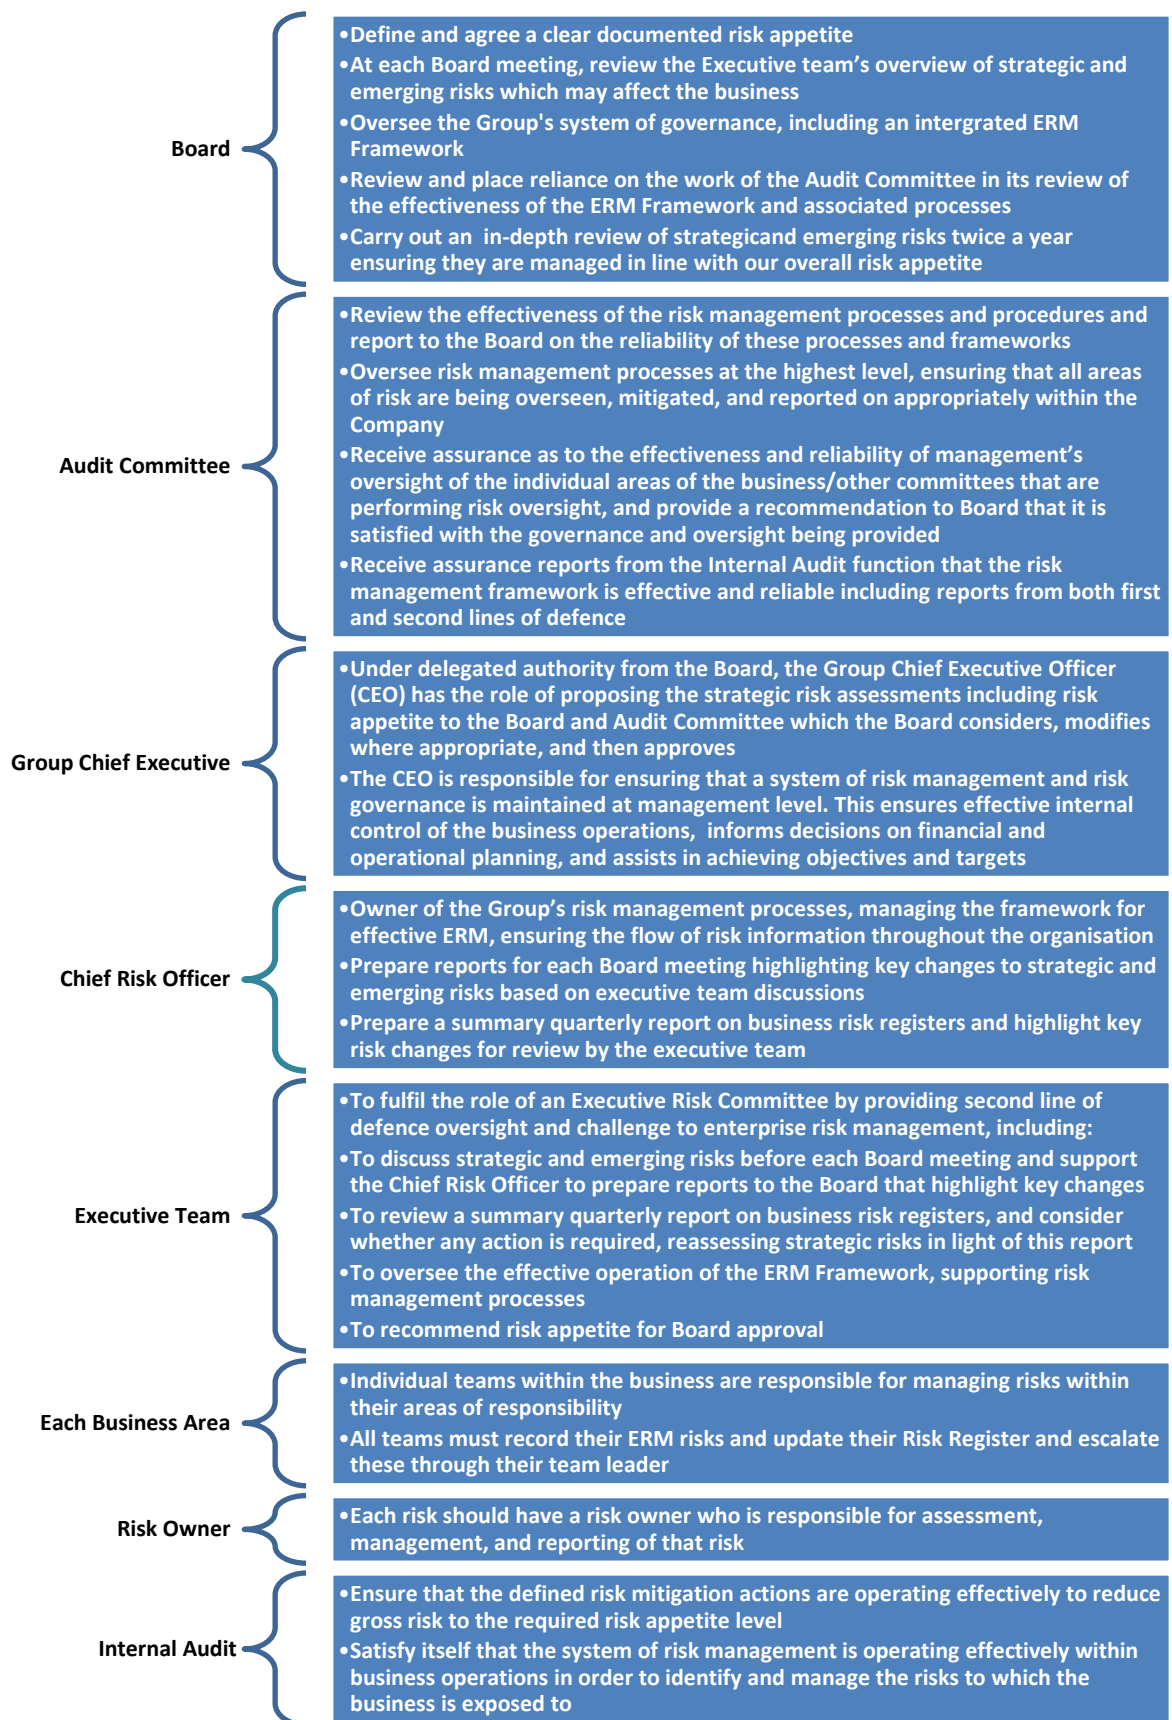 Board
•Define and agree a clear documented risk appetite
•At each Board meeting, review the Executive team’s overview of strategic and
emerging risks which may affect the business
•Oversee the Group's system of governance, including an intergrated ERM
Framework
•Review and place reliance on the work of the Audit Committee in its review of
the effectiveness of the ERM Framework and associated processes
•Carry out an  in-depth review of strategicand emerging risks twice a year
ensuring they are managed in line with our overall risk appetite
Audit Committee
•Review the effectiveness of the risk management processes and procedures and
report to the Board on the reliability of these processes and frameworks
•Oversee risk management processes at the highest level, ensuring that all areas
of risk are being overseen, mitigated, and reported on appropriately within the
Company
•Receive assurance as to the effectiveness and reliability of management’s
oversight of the individual areas of the business/other committees that are
performing risk oversight, and provide a recommendation to Board that it is
satisfied with the governance and oversight being provided
•Receive assurance reports from the Internal Audit function that the risk
management framework is effective and reliable including reports from both first
and second lines of defence
Group Chief Executive
•Under delegated authority from the Board, the Group Chief Executive Officer
(CEO) has the role of proposing the strategic risk assessments including risk
appetite to the Board and Audit Committee which the Board considers, modifies
where appropriate, and then approves
•The CEO is responsible for ensuring that a system of risk management and risk
governance is maintained at management level. This ensures effective internal
control of the business operations,  informs decisions on financial and
operational planning, and assists in achieving objectives and targets
Chief Risk Officer
•Owner of the Group’s risk management processes, managing the framework for
effective ERM, ensuring the flow of risk information throughout the organisation
•Prepare reports for each Board meeting highlighting key changes to strategic and
emerging risks based on executive team discussions
•Prepare a summary quarterly report on business risk registers and highlight key
risk changes for review by the executive team
Executive Team
•To fulfil the role of an Executive Risk Committee by providing second line of
defence oversight and challenge to enterprise risk management, including:
•To discuss strategic and emerging risks before each Board meeting and support
the Chief Risk Officer to prepare reports to the Board that highlight key changes
•To review a summary quarterly report on business risk registers, and consider
whether any action is required, reassessing strategic risks in light of this report
•To oversee the effective operation of the ERM Framework, supporting risk
management processes
•To recommend risk appetite for Board approval
Each Business Area
•Individual teams within the business are responsible for managing risks within
their areas of responsibility
•All teams must record their ERM risks and update their Risk Register and escalate
these through their team leader
Risk Owner
•Each risk should have a risk owner who is responsible for assessment,
management, and reporting of that risk
Internal Audit
•Ensure that the defined risk mitigation actions are operating effectively to reduce
gross risk to the required risk appetite level
•Satisfy itself that the system of risk management is operating effectively within
business operations in order to identify and manage the risks to which the
business is exposed to